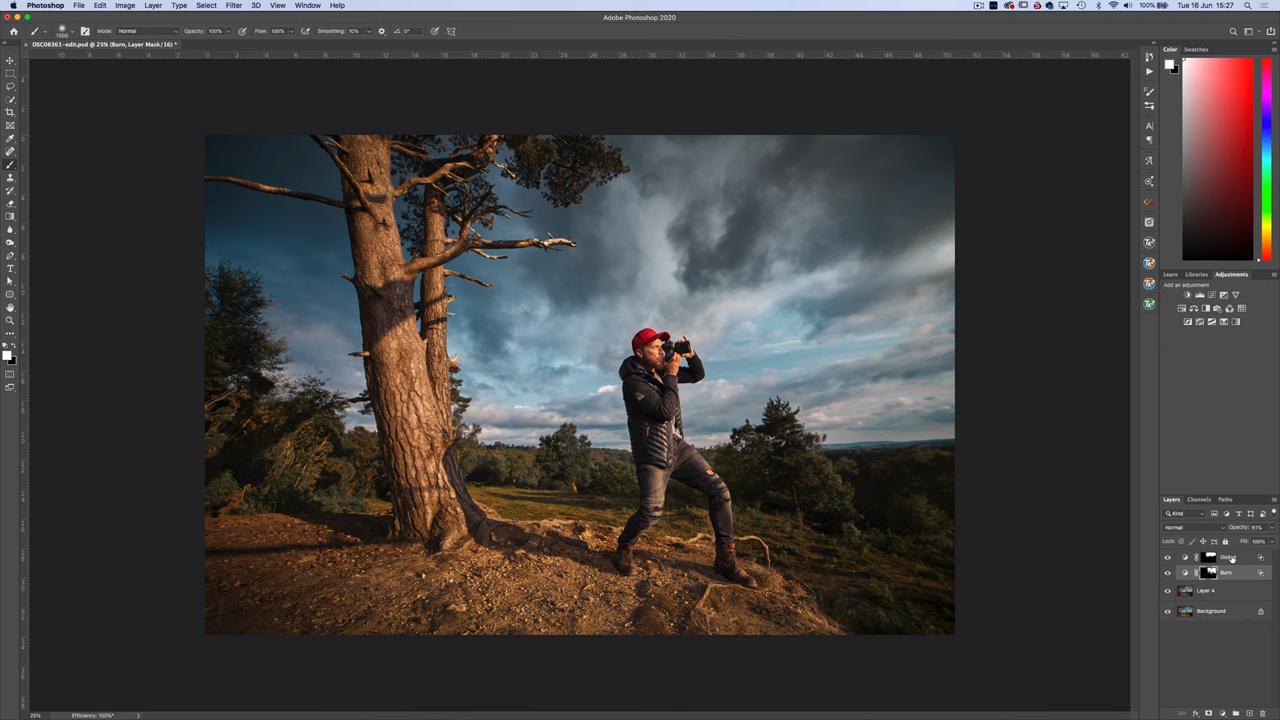 Photoshop File Edit Image Layer Type Select Filter 3D View Window Help 100% Tue 16 Jun 15:27
Adobe Photoshop 2020
1000 Mode: Normal Opacity: 100% Flow: 100% Smoothing: 10% 0°
DSC08361-edit.psd @ 25% (Burn, Layer Mask/16) *
Color Swatches
Learn Libraries Adjustments
Add an adjustment
Layers Channels Paths
Kind
Normal Opacity: 61%
Lock: Fill: 100%
Dodge
Burn
Layer 4
Background
25% Efficiency: 100%*